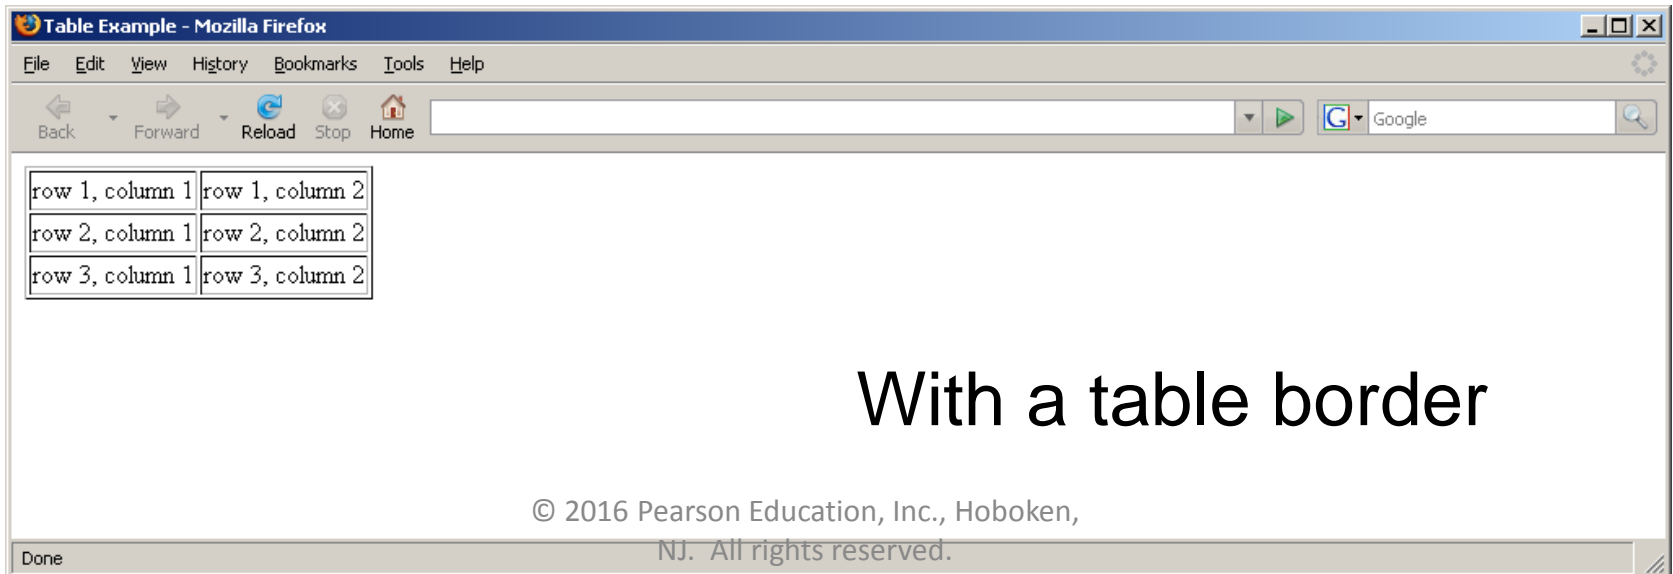 Table Example - Mozilla Firefox
File Edit View History Bookmarks Tools Help
Back Forward Reload Stop Home G Google
row 1, column 1 row 1, column 2
row 2, column 1 row 2, column 2
row 3, column 1 row 3, column 2
With a table border
© 2016 Pearson Education, Inc., Hoboken,
NJ. All rights reserved.
Done